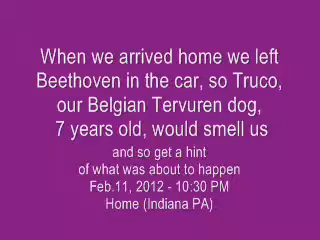 When we arrived home we left
Beethoven in the car, so Truco,
our Belgian Tervuren dog,
7 years old, would smell us
and so get a hint
of what was about to happen
Feb.11, 2012 - 10:30 PM
Home (Indiana PA)